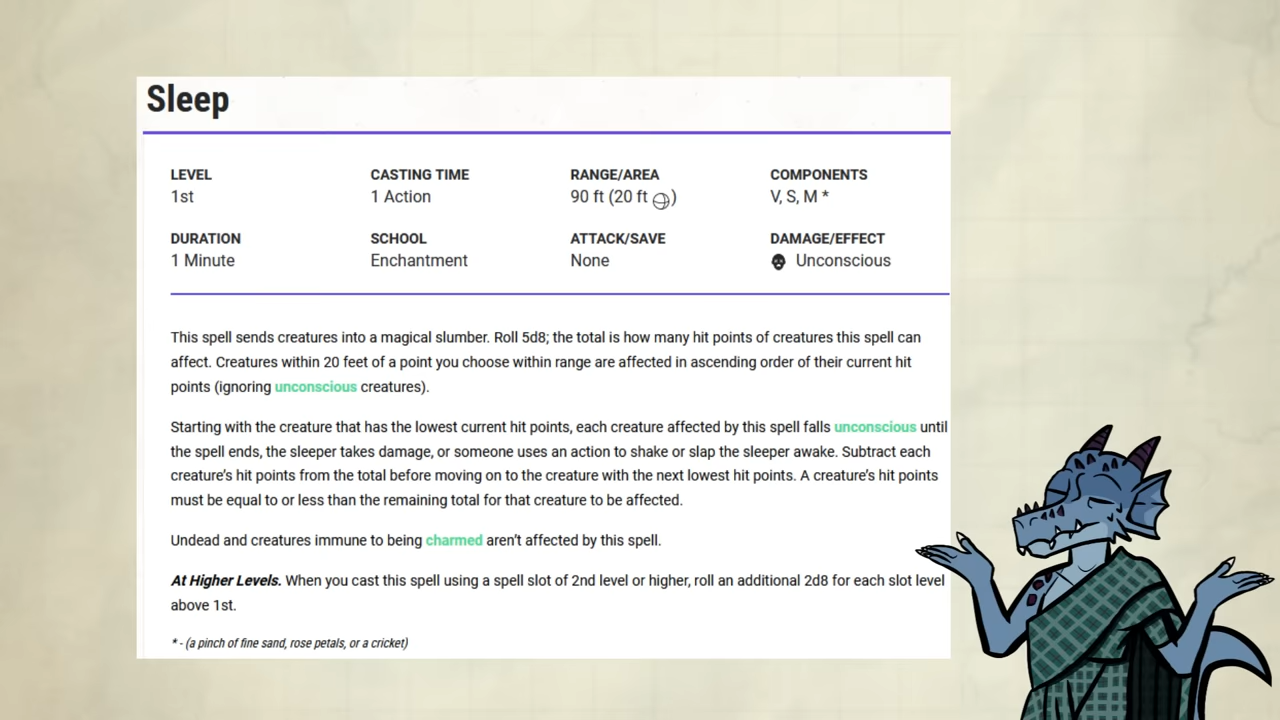 Sleep
LEVEL CASTING TIME RANGE/AREA COMPONENTS
1st 1 Action 90 ft (20 ft ) V, S, M *
DURATION SCHOOL ATTACK/SAVE DAMAGE/EFFECT
1 Minute Enchantment None Unconscious
This spell sends creatures into a magical slumber. Roll 5d8; the total is how many hit points of creatures this spell can
affect. Creatures within 20 feet of a point you choose within range are affected in ascending order of their current hit
points (ignoring unconscious creatures).
Starting with the creature that has the lowest current hit points, each creature affected by this spell falls unconscious until
the spell ends, the sleeper takes damage, or someone uses an action to shake or slap the sleeper awake. Subtract each
creature's hit points from the total before moving on to the creature with the next lowest hit points. A creature's hit points
must be equal to or less than the remaining total for that creature to be affected.
Undead and creatures immune to being charmed aren't affected by this spell.
At Higher Levels. When you cast this spell using a spell slot of 2nd level or higher, roll an additional 2d8 for each slot level
above 1st.
* - (a pinch of fine sand, rose petals, or a cricket)